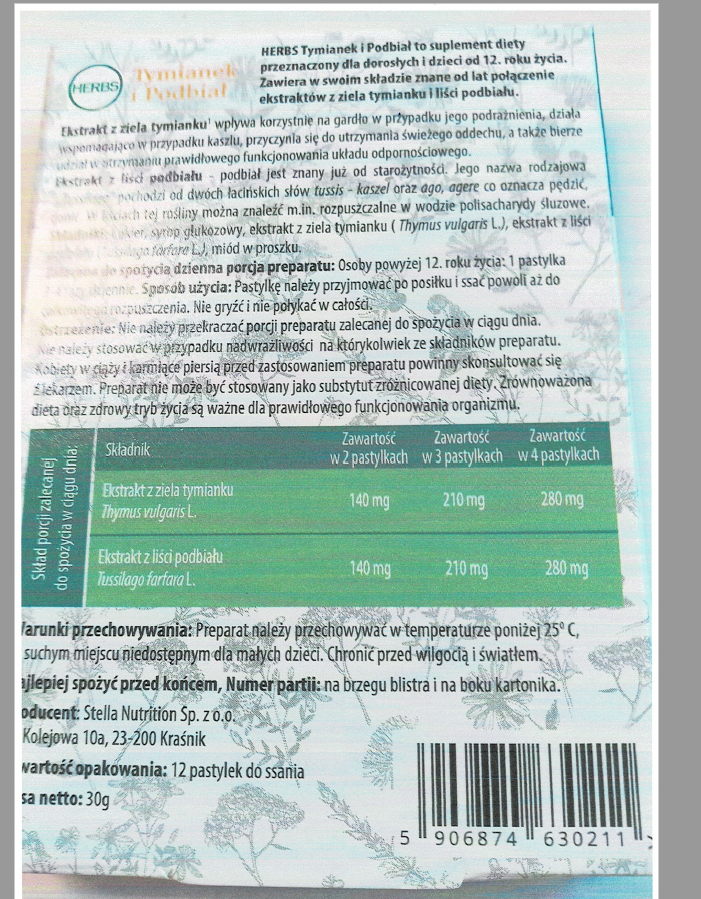 HERBS
Tymianek
i Podbiał
HERBS Tymianek i Podbiał to suplement diety
przeznaczony dla dorosłych i dzieci od 12. roku życia.
Zawiera w swoim składzie znane od lat połączenie
ekstraktów z ziela tymianku i liści podbiału.
Ekstrakt z ziela tymianku¹ wpływa korzystnie na gardło w przypadku jego podrażnienia, działa
wspomagająco w przypadku kaszlu, przyczynia się do utrzymania świeżego oddechu, a także bierze
udział w utrzymaniu prawidłowego funkcjonowania układu odpornościowego.
Ekstrakt z liści podbiału - podbiał jest znany już od starożytności. Jego nazwa rodzajowa
pochodzi od dwóch łacińskich słów tussis - kaszel oraz ago, agere co oznacza pędzić,
w liściach tej rośliny można znaleźć m.in. rozpuszczalne w wodzie polisacharydy śluzowe.
Składniki: cukier, syrop glukozowy, ekstrakt z ziela tymianku ( Thymus vulgaris L.), ekstrakt z liści
(Tussilago farfara L.), miód w proszku.
Zalecana do spożycia dzienna porcja preparatu: Osoby powyżej 12. roku życia: 1 pastylka
dziennie. Sposób użycia: Pastylkę należy przyjmować po posiłku i ssać powoli aż do
rozpuszczenia. Nie gryźć i nie połykać w całości.
Ostrzeżenie: Nie należy przekraczać porcji preparatu zalecanej do spożycia w ciągu dnia.
Nie należy stosować w przypadku nadwrażliwości na którykolwiek ze składników preparatu.
Kobiety w ciąży i karmiące piersią przed zastosowaniem preparatu powinny skonsultować się
z lekarzem. Preparat nie może być stosowany jako substytut zróżnicowanej diety. Zrównoważona
dieta oraz zdrowy tryb życia są ważne dla prawidłowego funkcjonowania organizmu.
Skład porcji zalecanej
do spożycia w ciągu dnia:
Składnik
Zawartość
w 2 pastylkach
Zawartość
w 3 pastylkach
Zawartość
w 4 pastylkach
Ekstrakt z ziela tymianku
Thymus vulgaris L.
140 mg
210 mg
280 mg
Ekstrakt z liści podbiału
Tussilago farfara L.
140 mg
210 mg
280 mg
arunki przechowywania: Preparat należy przechowywać w temperaturze poniżej 25° C,
suchym miejscu niedostępnym dla małych dzieci. Chronić przed wilgocią i światłem.
ajlepiej spożyć przed końcem, Numer partii: na brzegu blistra i na boku kartonika.
oducent: Stella Nutrition Sp. z o.o.
Kolejowa 10a, 23-200 Kraśnik
wartość opakowania: 12 pastylek do ssania
sa netto: 30g
5 906874 630211 >